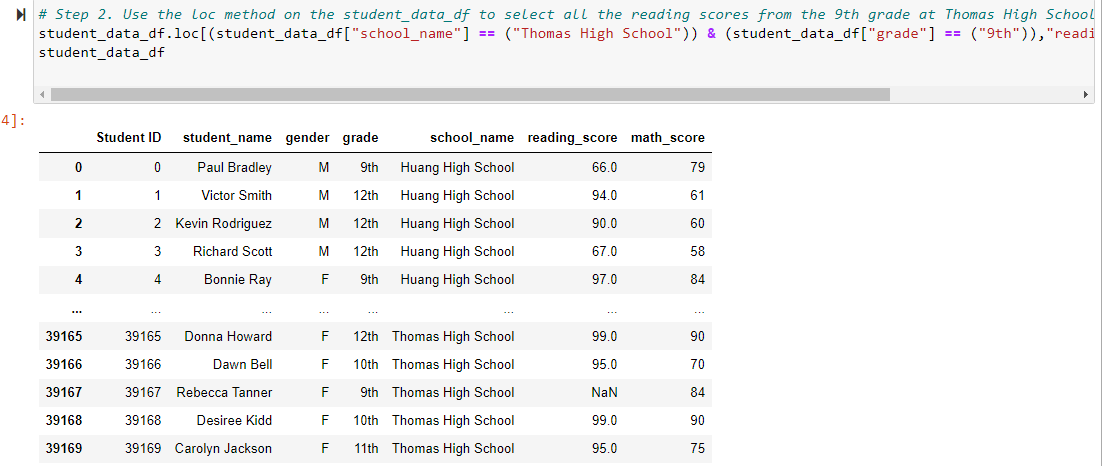 # Step 2. Use the loc method on the student_data_df to select all the reading scores from the 9th grade at Thomas High School
student_data_df.loc[(student_data_df["school_name"] == ("Thomas High School")) & (student_data_df["grade"] == ("9th")),"readi
student_data_df
4]:
Student ID student_name gender grade school_name reading_score math_score
0 0 Paul Bradley M 9th Huang High School 66.0 79
1 1 Victor Smith M 12th Huang High School 94.0 61
2 2 Kevin Rodriguez M 12th Huang High School 90.0 60
3 3 Richard Scott M 12th Huang High School 67.0 58
4 4 Bonnie Ray F 9th Huang High School 97.0 84
... ... ... ... ... ... ... ...
39165 39165 Donna Howard F 12th Thomas High School 99.0 90
39166 39166 Dawn Bell F 10th Thomas High School 95.0 70
39167 39167 Rebecca Tanner F 9th Thomas High School NaN 84
39168 39168 Desiree Kidd F 10th Thomas High School 99.0 90
39169 39169 Carolyn Jackson F 11th Thomas High School 95.0 75